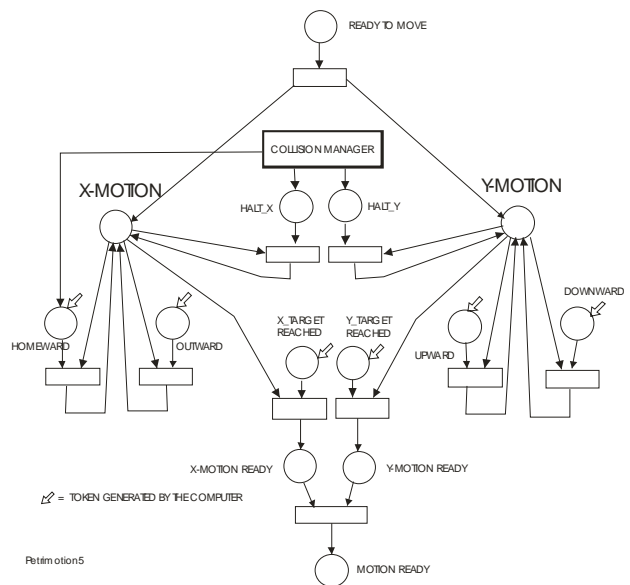 READY TO MOVE
COLLISION MANAGER
X-MOTION
Y-MOTION
HALT_X
HALT_Y
DOWNWARD
X_TARGET
REACHED
Y_TARGET
REACHED
HOMEWARD
OUTWARD
UPWARD
X-MOTION READY
Y-MOTION READY
= TOKEN GENERATED BY THE COMPUTER
Petrimotion5
MOTION READY